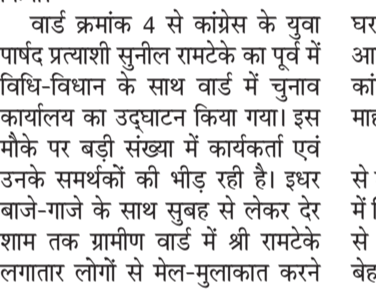 वार्ड क्रमांक 4 से कांग्रेस के युवा
पार्षद प्रत्याशी सुनील रामटेके का पूर्व में
विधि-विधान के साथ वार्ड में चुनाव
कार्यालय का उद्घाटन किया गया। इस
मौके पर बड़ी संख्या में कार्यकर्ता एवं
उनके समर्थकों की भीड़ रही है। इधर
बाजे-गाजे के साथ सुबह से लेकर देर
शाम तक ग्रामीण वार्ड में श्री रामटेके
लगातार लोगों से मेल-मुलाकात करने
घर
से
में
से